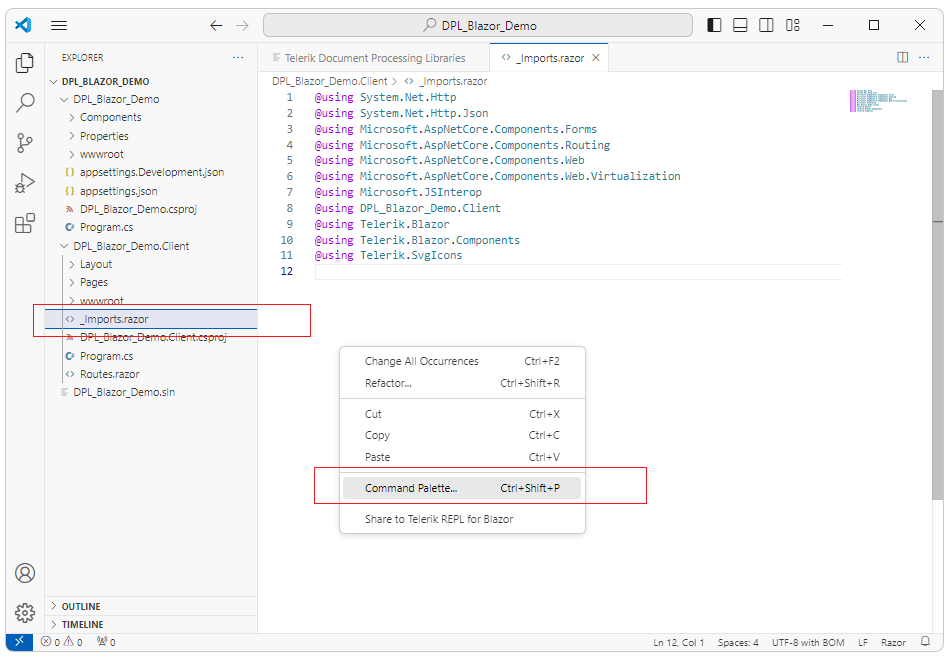 DPL_Blazor_Demo
EXPLORER
DPL_BLAZOR_DEMO
DPL_Blazor_Demo
Components
Properties
wwwroot
appsettings.Development.json
appsettings.json
DPL_Blazor_Demo.csproj
Program.cs
DPL_Blazor_Demo.Client
Layout
Pages
wwwroot
_Imports.razor
DPL_Blazor_Demo.Client.csproj
Program.cs
Routes.razor
DPL_Blazor_Demo.sln
OUTLINE
TIMELINE
Telerik Document Processing Libraries
_Imports.razor
DPL_Blazor_Demo.Client > _Imports.razor
1 @using System.Net.Http
2 @using System.Net.Http.Json
3 @using Microsoft.AspNetCore.Components.Forms
4 @using Microsoft.AspNetCore.Components.Routing
5 @using Microsoft.AspNetCore.Components.Web
6 @using Microsoft.AspNetCore.Components.Web.Virtualization
7 @using Microsoft.JSInterop
8 @using DPL_Blazor_Demo.Client
9 @using Telerik.Blazor
10 @using Telerik.Blazor.Components
11 @using Telerik.SvgIcons
12
Change All Occurrences Ctrl+F2
Refactor... Ctrl+Shift+R
Cut Ctrl+X
Copy Ctrl+C
Paste Ctrl+V
Command Palette... Ctrl+Shift+P
Share to Telerik REPL for Blazor
0 0 0 Ln 12, Col 1 Spaces: 4 UTF-8 with BOM LF Razor